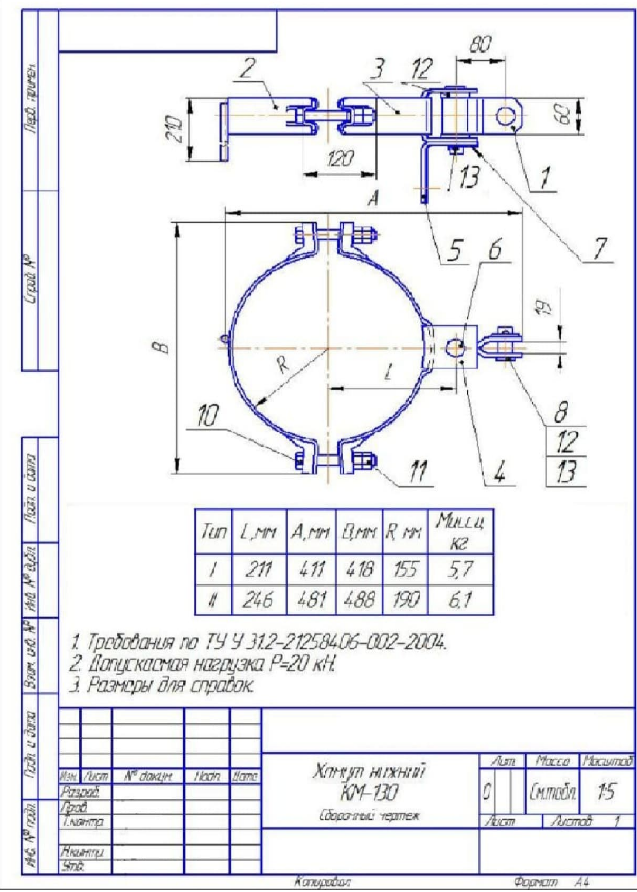 Перв. примен.
Справ. №
Подп. и дата
Инв. № дубл.
Взам. инв. №
Подп. и дата
Инв. № подл.
2
3
12
80
210
60
120
13
1
A
5
6
7
B
19
R
L
10
8
12
11
4
13
Тип L,мм А,мм В,мм R, мм Масса, кг
I 211 411 418 155 5,7
II 246 481 488 190 6,1
1. Требования по ТУ У 31.2-21258406-002-2004.
2. Допускаемая нагрузка Р=20 кН.
3. Размеры для справок.
Изм. Лист № докум. Подп. Дата
Разраб.
Пров.
Т.контр.
Н.контр.
Утв.
Хомут нижний
КМ-130
Сборочный чертеж
Лит. Масса Масштаб
О См.табл. 1:5
Лист Листов 1
Копировал Формат А4